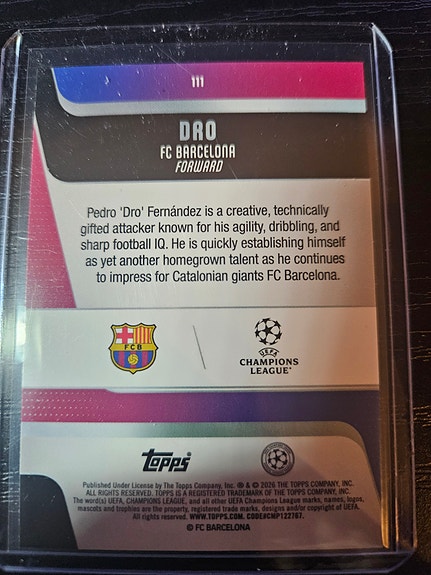 111
DRO
FC BARCELONA
FORWARD
Pedro 'Dro' Fernández is a creative, technically
gifted attacker known for his agility, dribbling, and
sharp football IQ. He is quickly establishing himself
as yet another homegrown talent as he continues
to impress for Catalonian giants FC Barcelona.
FCB
UEFA
CHAMPIONS
LEAGUE®
Topps
Published Under License by The Topps Company, Inc. ® & © 2026 THE TOPPS COMPANY, INC.
ALL RIGHTS RESERVED. TOPPS IS A REGISTERED TRADEMARK OF THE TOPPS COMPANY, INC.
The word(s) UEFA, CHAMPIONS LEAGUE, and all other UEFA Champions League marks, names, logos,
mascots and trophies are the property, registered trade marks, designs and/or copyright of UEFA.
All rights reserved. WWW.TOPPS.COM. CODE#CMP122767.
© FC BARCELONA